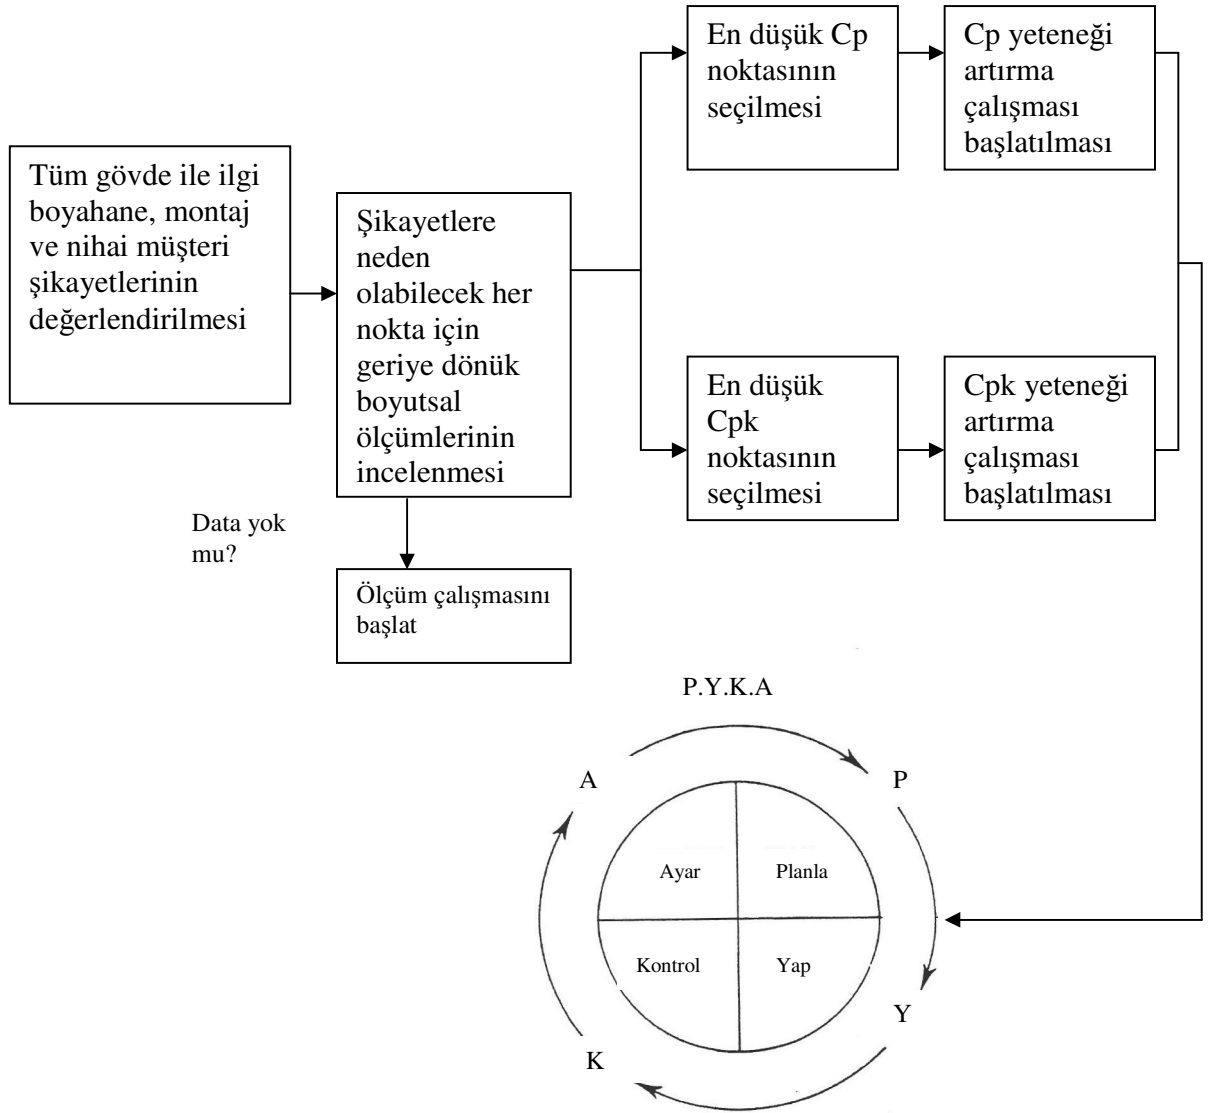 Tüm gövde ile ilgi
boyahane, montaj
ve nihai müşteri
şikayetlerinin
değerlendirilmesi
Şikayetlere
neden
olabilecek her
nokta için
geriye dönük
boyutsal
ölçümlerinin
incelenmesi
Data yok
mu?
Ölçüm çalışmasını
başlat
En düşük Cp
noktasının
seçilmesi
Cp yeteneği
artırma
çalışması
başlatılması
En düşük
Cpk
noktasının
seçilmesi
Cpk yeteneği
artırma
çalışması
başlatılması
P.Y.K.A
A
P
Ayar
Planla
Kontrol
Yap
Y
K